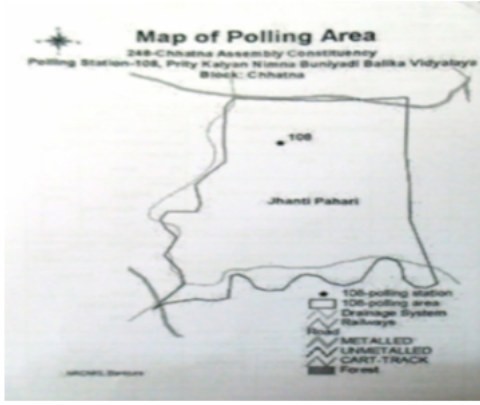 Map of Polling Area
248-Chhatna Assembly Constituency
Polling Station-108, Prity Kalyan Nimna Buniyadi Balika Vidyalaya
Block: Chhatna
108
Jhanti Pahari
108-polling station
108-polling area
Drainage System
Railways
Road
METALLED
UNMETALLED
CART-TRACK
Forest